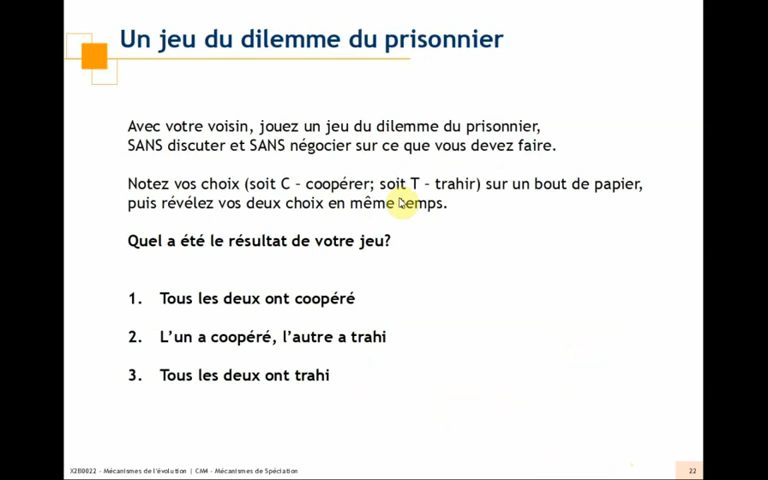 Un jeu du dilemme du prisonnier
Avec votre voisin, jouez un jeu du dilemme du prisonnier,
SANS discuter et SANS négocier sur ce que vous devez faire.
Notez vos choix (soit C – coopérer; soit T – trahir) sur un bout de papier,
puis révélez vos deux choix en même temps.
Quel a été le résultat de votre jeu?
1. Tous les deux ont coopéré
2. L'un a coopéré, l'autre a trahi
3. Tous les deux ont trahi
X2BI0022 - Mécanismes de l'évolution | CM4 - Mécanismes de Spéciation
22